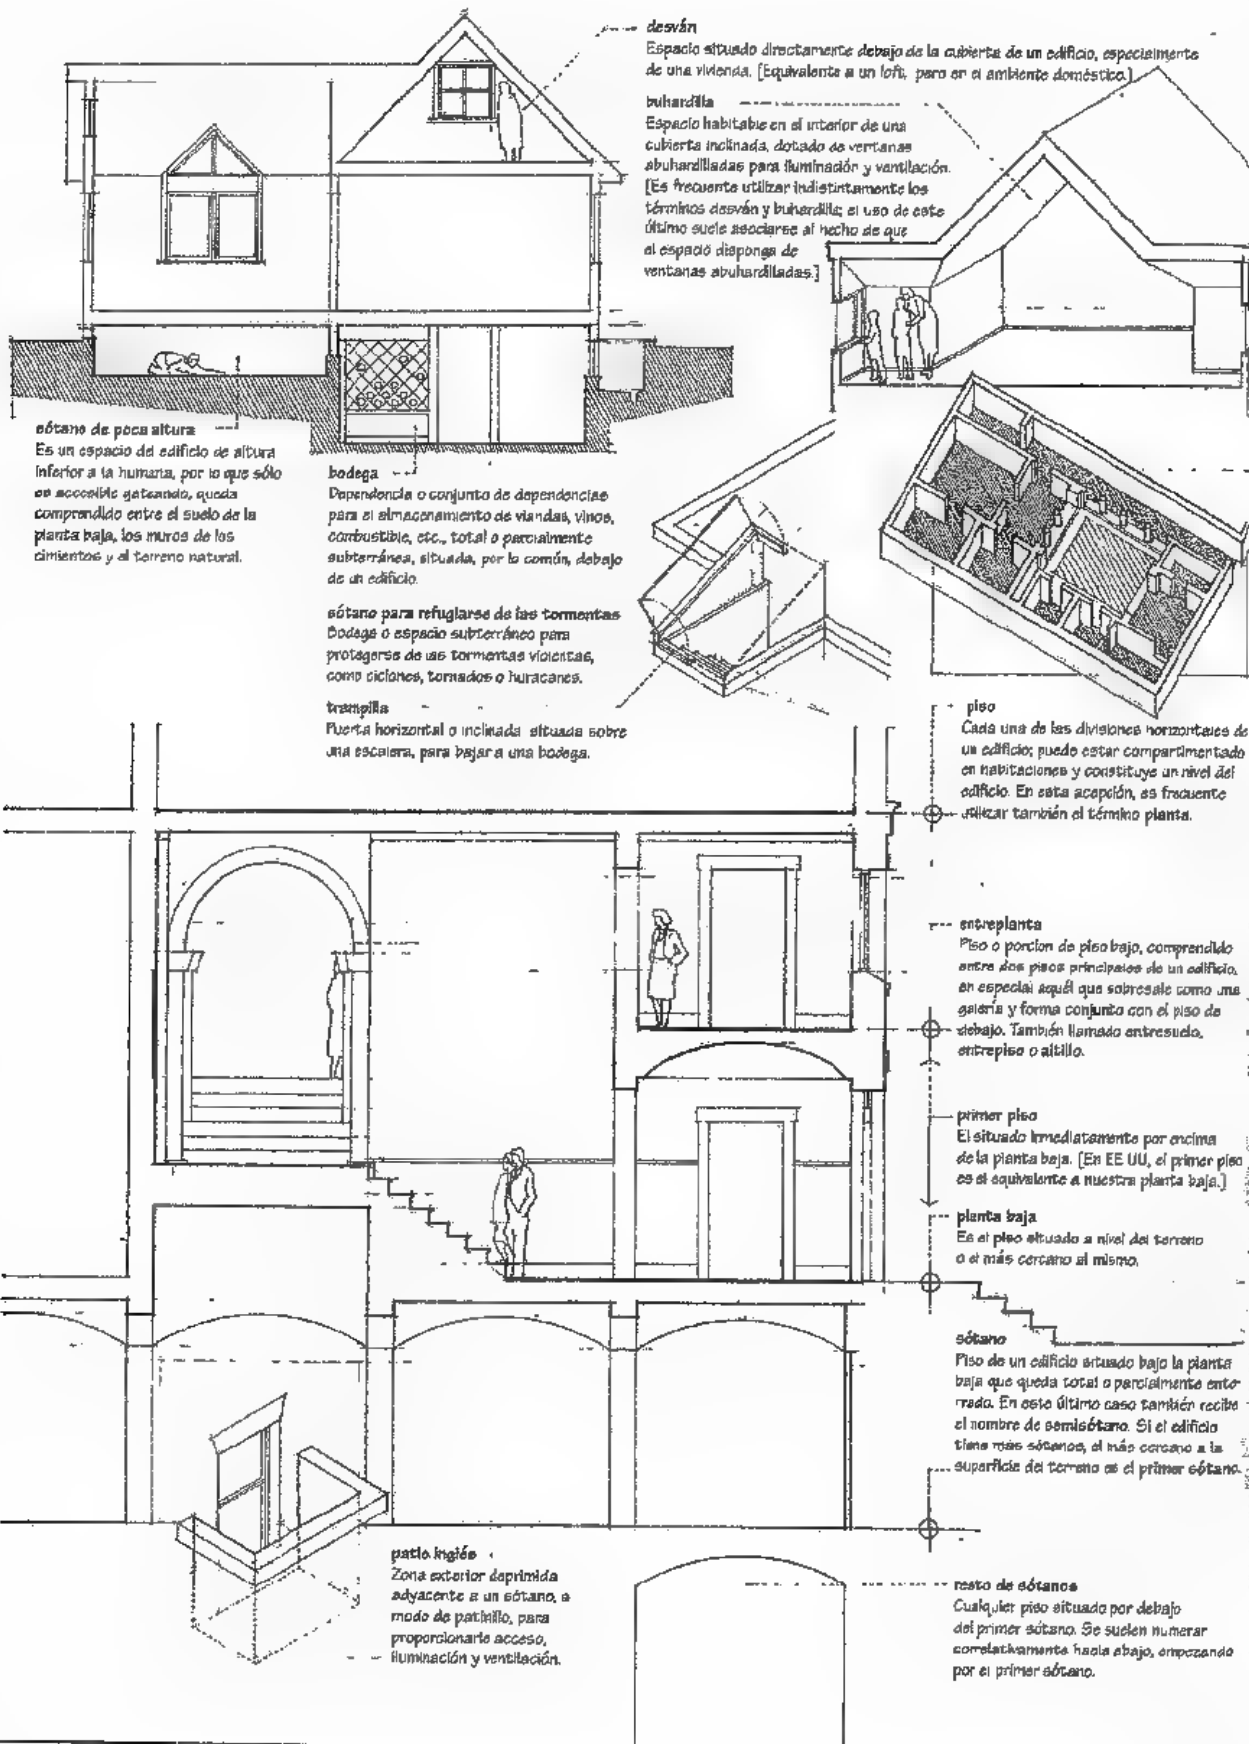 desván
Espacio situado directamente debajo de la cubierta de un edificio, especialmente
de una vivienda. [Equivalente a un loft, pero en el ambiente doméstico.]
buhardilla
Espacio habitable en el interior de una
cubierta inclinada, dotado de ventanas
abuhardilladas para iluminación y ventilación.
[Es frecuente utilizar indistintamente los
términos desván y buhardilla; el uso de este
último suele asociarse al hecho de que
el espacio disponga de
ventanas abuhardilladas.]
sótano de poca altura
Es un espacio del edificio de altura
inferior a la humana, por lo que sólo
es accesible gateando, queda
comprendido entre el suelo de la
planta baja, los muros de los
cimientos y el terreno natural.
bodega
Dependencia o conjunto de dependencias
para el almacenamiento de viandas, vinos,
combustible, etc., total o parcialmente
subterránea, situada, por lo común, debajo
de un edificio.
sótano para refugiarse de las tormentas
Bodega o espacio subterráneo para
protegerse de las tormentas violentas,
como ciclones, tornados o huracanes.
trampilla
Puerta horizontal o inclinada situada sobre
una escalera, para bajar a una bodega.
piso
Cada una de las divisiones horizontales de
un edificio; puede estar compartimentado
en habitaciones y constituye un nivel del
edificio. En esta acepción, es frecuente
utilizar también el término planta.
entreplanta
Piso o porción de piso bajo, comprendido
entre dos pisos principales de un edificio,
en especial aquél que sobresale como una
galería y forma conjunto con el piso de
debajo. También llamado entresuelo,
entrepiso o altillo.
primer piso
El situado inmediatamente por encima
de la planta baja. [En EE UU, el primer piso
es el equivalente a nuestra planta baja.]
planta baja
Es el piso situado a nivel del terreno
o el más cercano al mismo.
sótano
Piso de un edificio situado bajo la planta
baja que queda total o parcialmente ente-
rrado. En este último caso también recibe
el nombre de semisótano. Si el edificio
tiene más sótanos, el más cercano a la
superficie del terreno es el primer sótano.
patio inglés
Zona exterior deprimida
adyacente a un sótano, a
modo de patinillo, para
proporcionarle acceso,
iluminación y ventilación.
resto de sótanos
Cualquier piso situado por debajo
del primer sótano. Se suelen numerar
correlativamente hacia abajo, empezando
por el primer sótano.